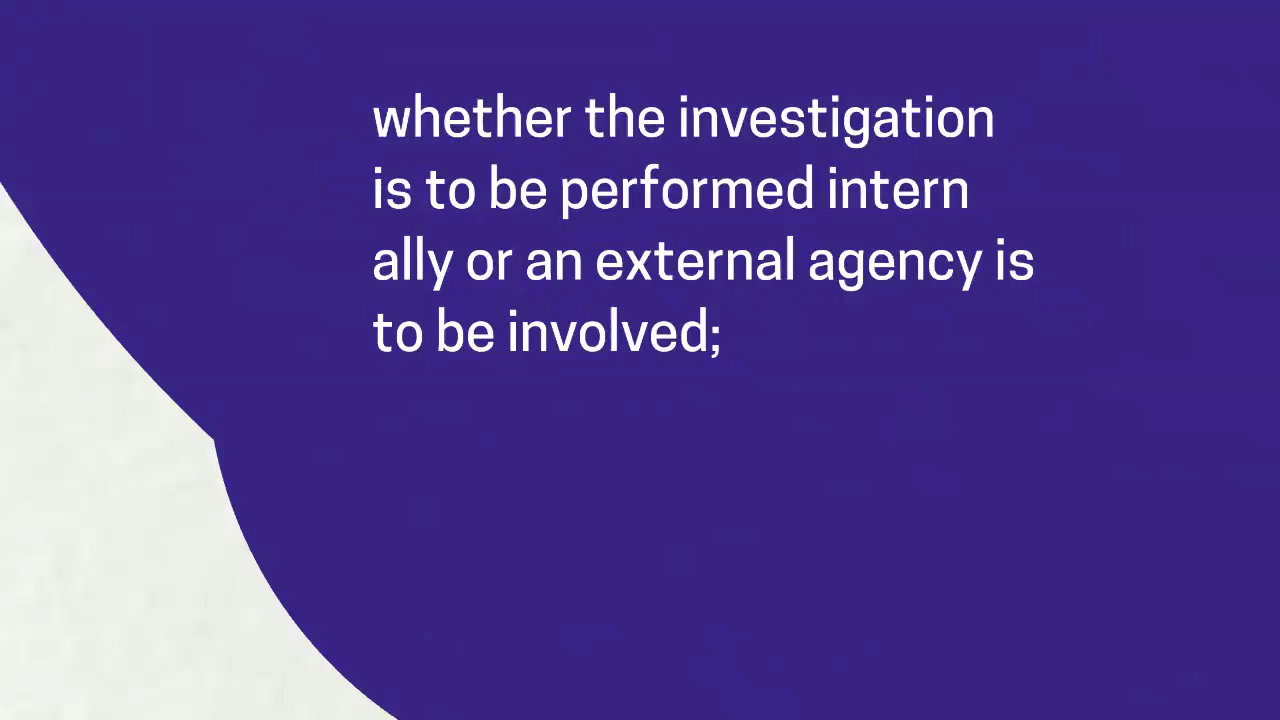 whether the investigation
is to be performed intern
ally or an external agency is
to be involved;